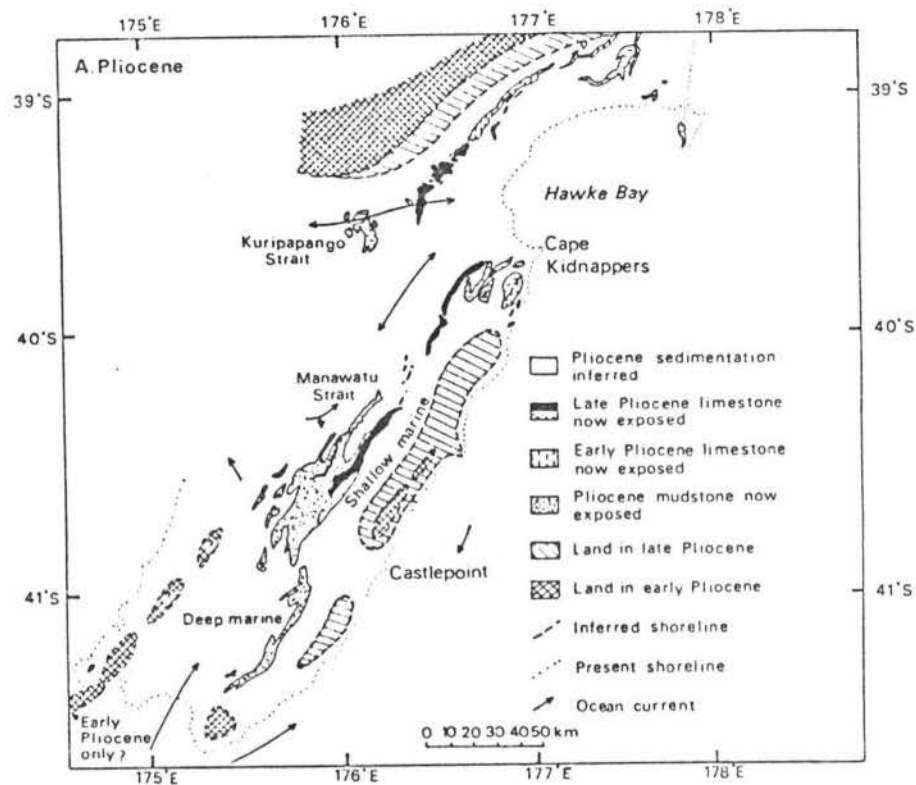 175°E 176°E 177°E 178°E
A. Pliocene
39°S 39°S
Hawke Bay
Kuripapango
Strait
Cape
Kidnappers
40°S 40°S
Manawatu
Strait
Shallow marine
Castlepoint
41°S 41°S
Deep marine
Early
Pliocene
only?
Pliocene sedimentation
inferred
Late Pliocene limestone
now exposed
Early Pliocene limestone
now exposed
Pliocene mudstone now
exposed
Land in late Pliocene
Land in early Pliocene
Inferred shoreline
Present shoreline
Ocean current
0 10 20 30 40 50 km
175°E 176°E 177°E 178°E